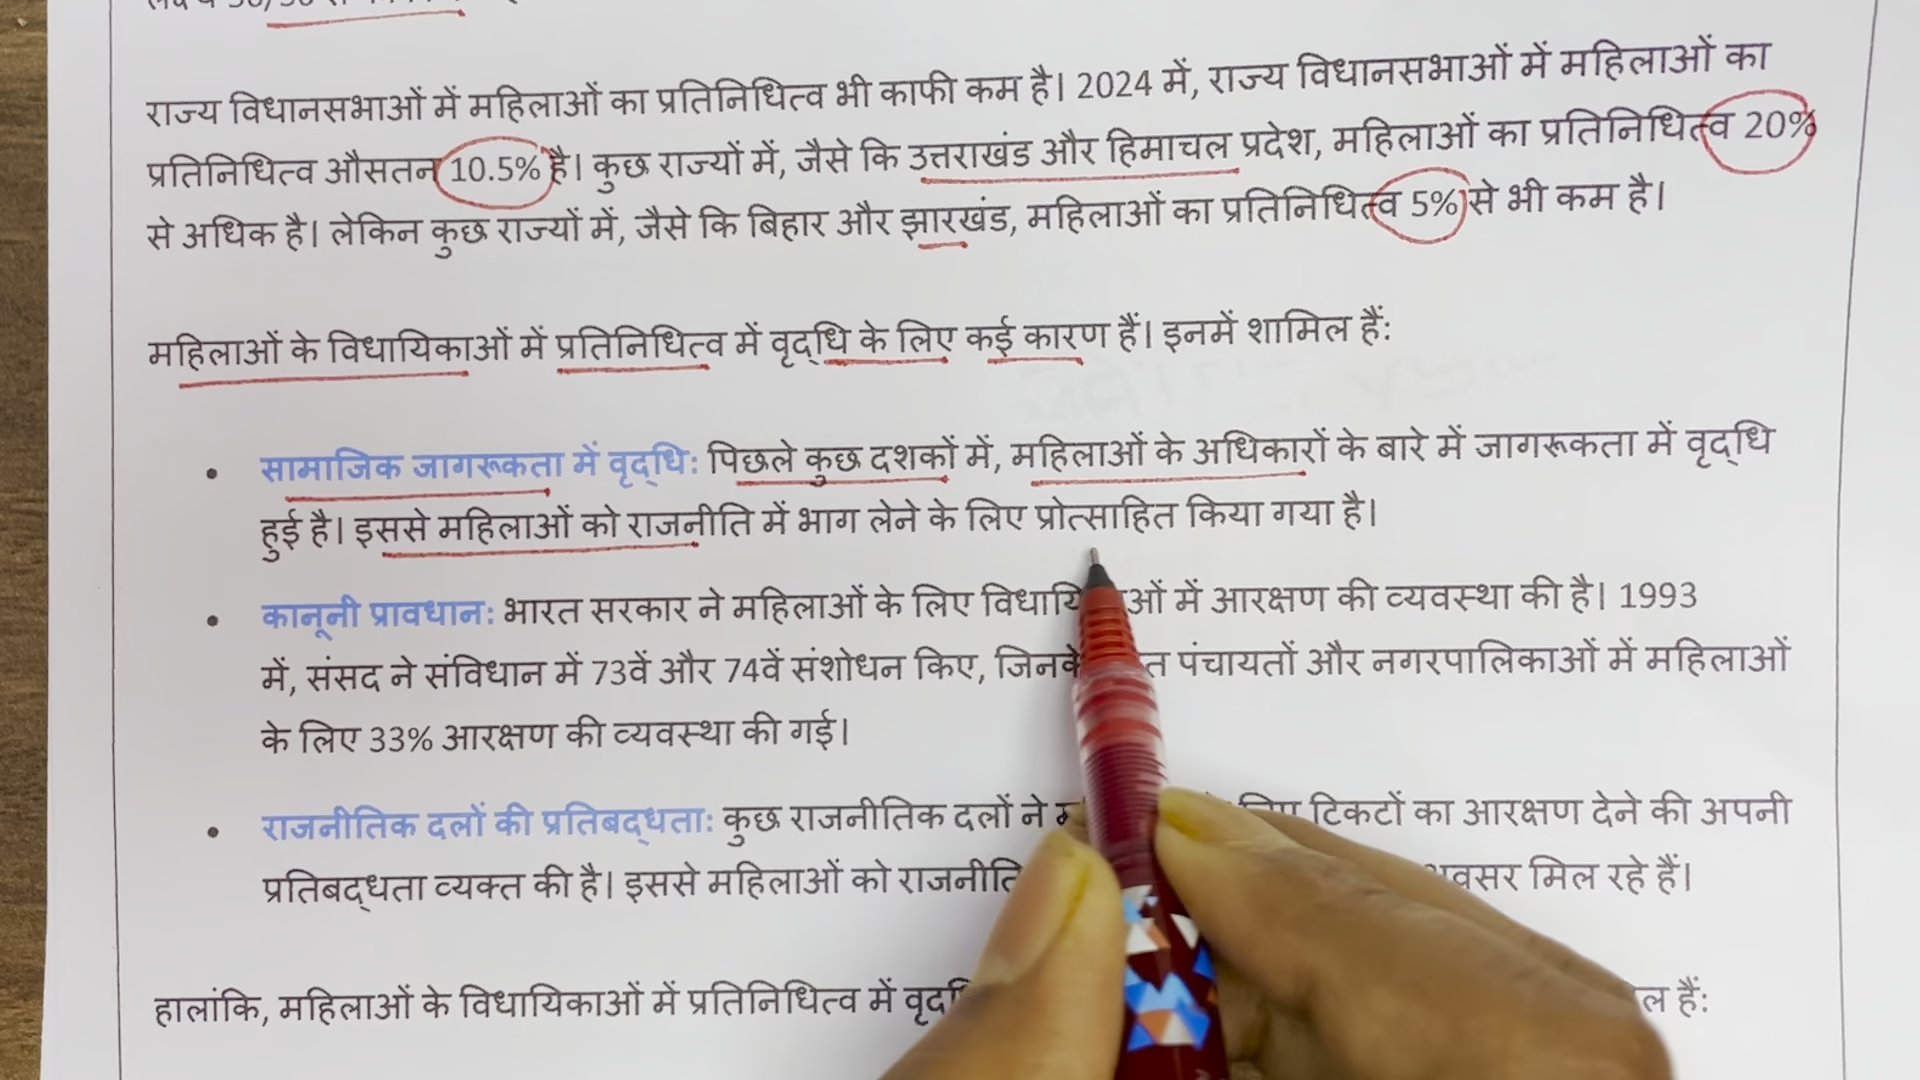 राज्य विधानसभाओं में महिलाओं का प्रतिनिधित्व भी काफी कम है। 2024 में, राज्य विधानसभाओं में महिलाओं का
प्रतिनिधित्व औसतन 10.5% है। कुछ राज्यों में, जैसे कि उत्तराखंड और हिमाचल प्रदेश, महिलाओं का प्रतिनिधित्व 20%
से अधिक है। लेकिन कुछ राज्यों में, जैसे कि बिहार और झारखंड, महिलाओं का प्रतिनिधित्व 5% से भी कम है।
महिलाओं के विधायिकाओं में प्रतिनिधित्व में वृद्धि के लिए कई कारण हैं। इनमें शामिल हैं:
• सामाजिक जागरूकता में वृद्धि: पिछले कुछ दशकों में, महिलाओं के अधिकारों के बारे में जागरूकता में वृद्धि
हुई है। इससे महिलाओं को राजनीति में भाग लेने के लिए प्रोत्साहित किया गया है।
• कानूनी प्रावधान: भारत सरकार ने महिलाओं के लिए में आरक्षण की व्यवस्था की है। 1993
में, संसद ने संविधान में 73वें और 74वें संशोधन किए, पंचायतों और नगरपालिकाओं में महिलाओं
के लिए 33% आरक्षण की व्यवस्था की गई।
• राजनीतिक दलों की प्रतिबद्धता: कुछ राजनीतिक दलों ने टिकटों का आरक्षण देने की अपनी
प्रतिबद्धता व्यक्त की है। इससे महिलाओं को मिल रहे हैं।
हालांकि, महिलाओं के विधायिकाओं में प्रतिनिधित्व में हैं: